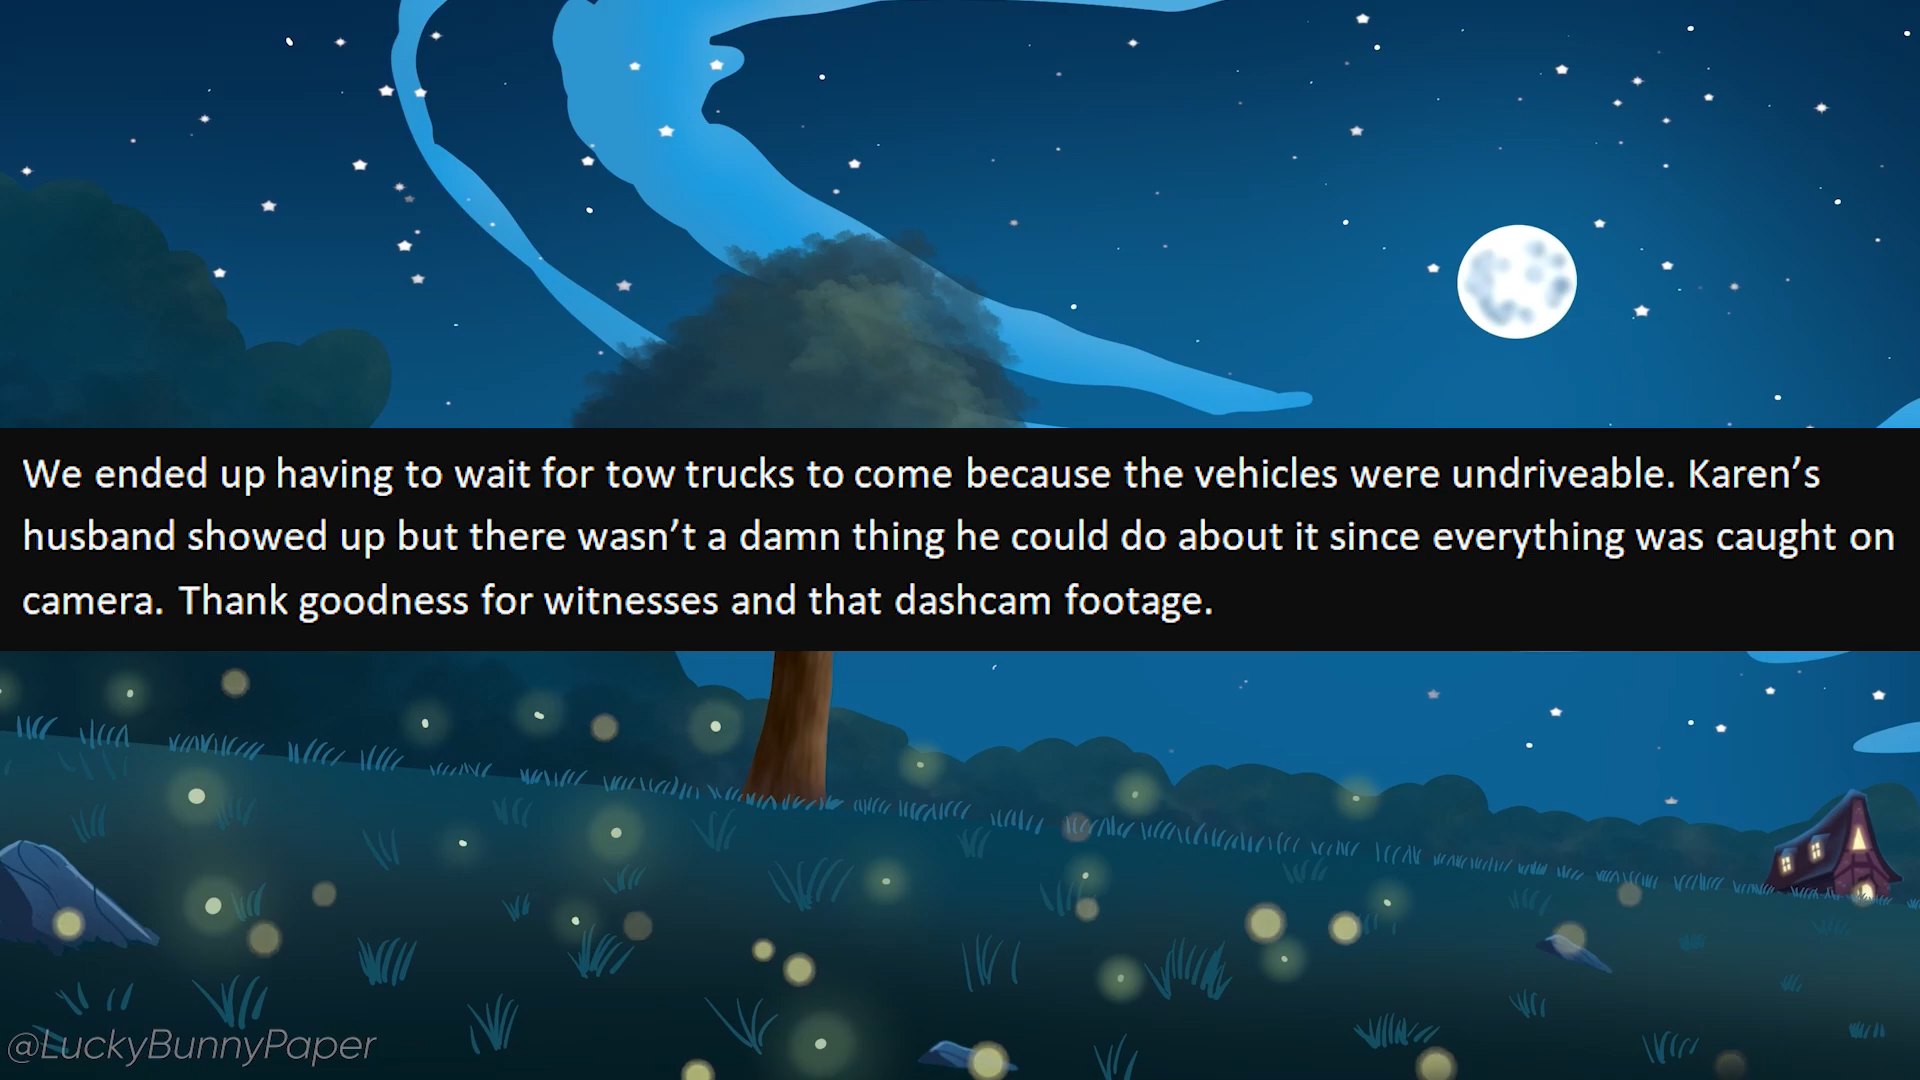 We ended up having to wait for tow trucks to come because the vehicles were undriveable. Karen’s
husband showed up but there wasn’t a damn thing he could do about it since everything was caught on
camera. Thank goodness for witnesses and that dashcam footage.
@LuckyBunnyPaper